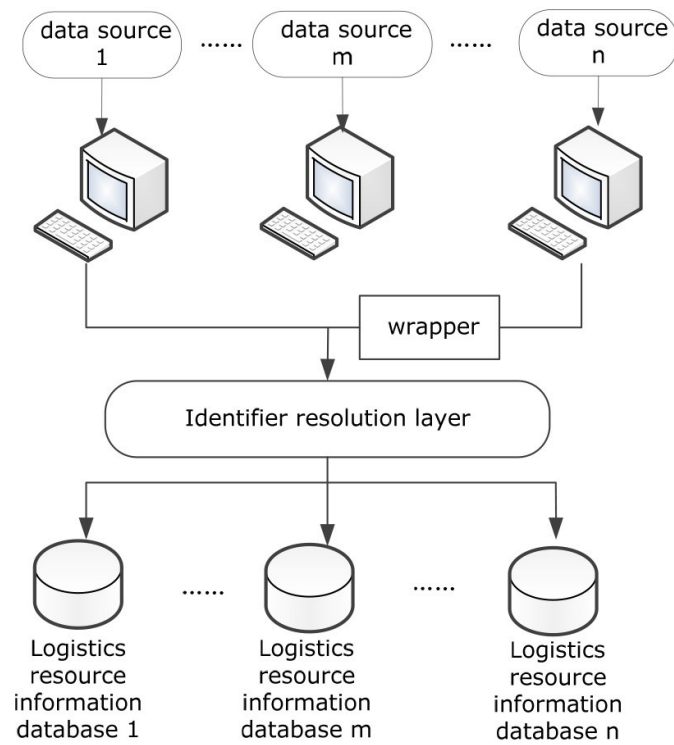 data source
1
......
data source
m
......
data source
n
wrapper
Identifier resolution layer
......
......
Logistics
resource
information
database 1
Logistics
resource
information
database m
Logistics
resource
information
database n